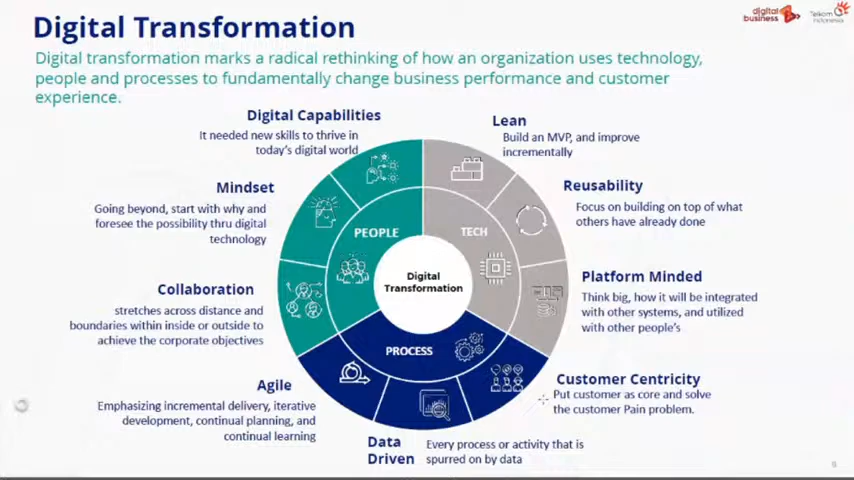 Digital Transformation
digital
business
Telkom
Indonesia
Digital transformation marks a radical rethinking of how an organization uses technology,
people and processes to fundamentally change business performance and customer
experience.
Digital Capabilities
It needed new skills to thrive in
today's digital world
Mindset
Going beyond, start with why and
foresee the possibility thru digital
technology
Collaboration
stretches across distance and
boundaries within inside or outside to
achieve the corporate objectives
Agile
Emphasizing incremental delivery, iterative
development, continual planning, and
continual learning
Data
Driven
Every process or activity that is
spurred on by data
Lean
Build an MVP, and improve
incrementally
Reusability
Focus on building on top of what
others have already done
Platform Minded
Think big, how it will be integrated
with other systems, and utilized
with other people's
Customer Centricity
Put customer as core and solve
the customer Pain problem.
PEOPLE
TECH
PROCESS
Digital
Transformation